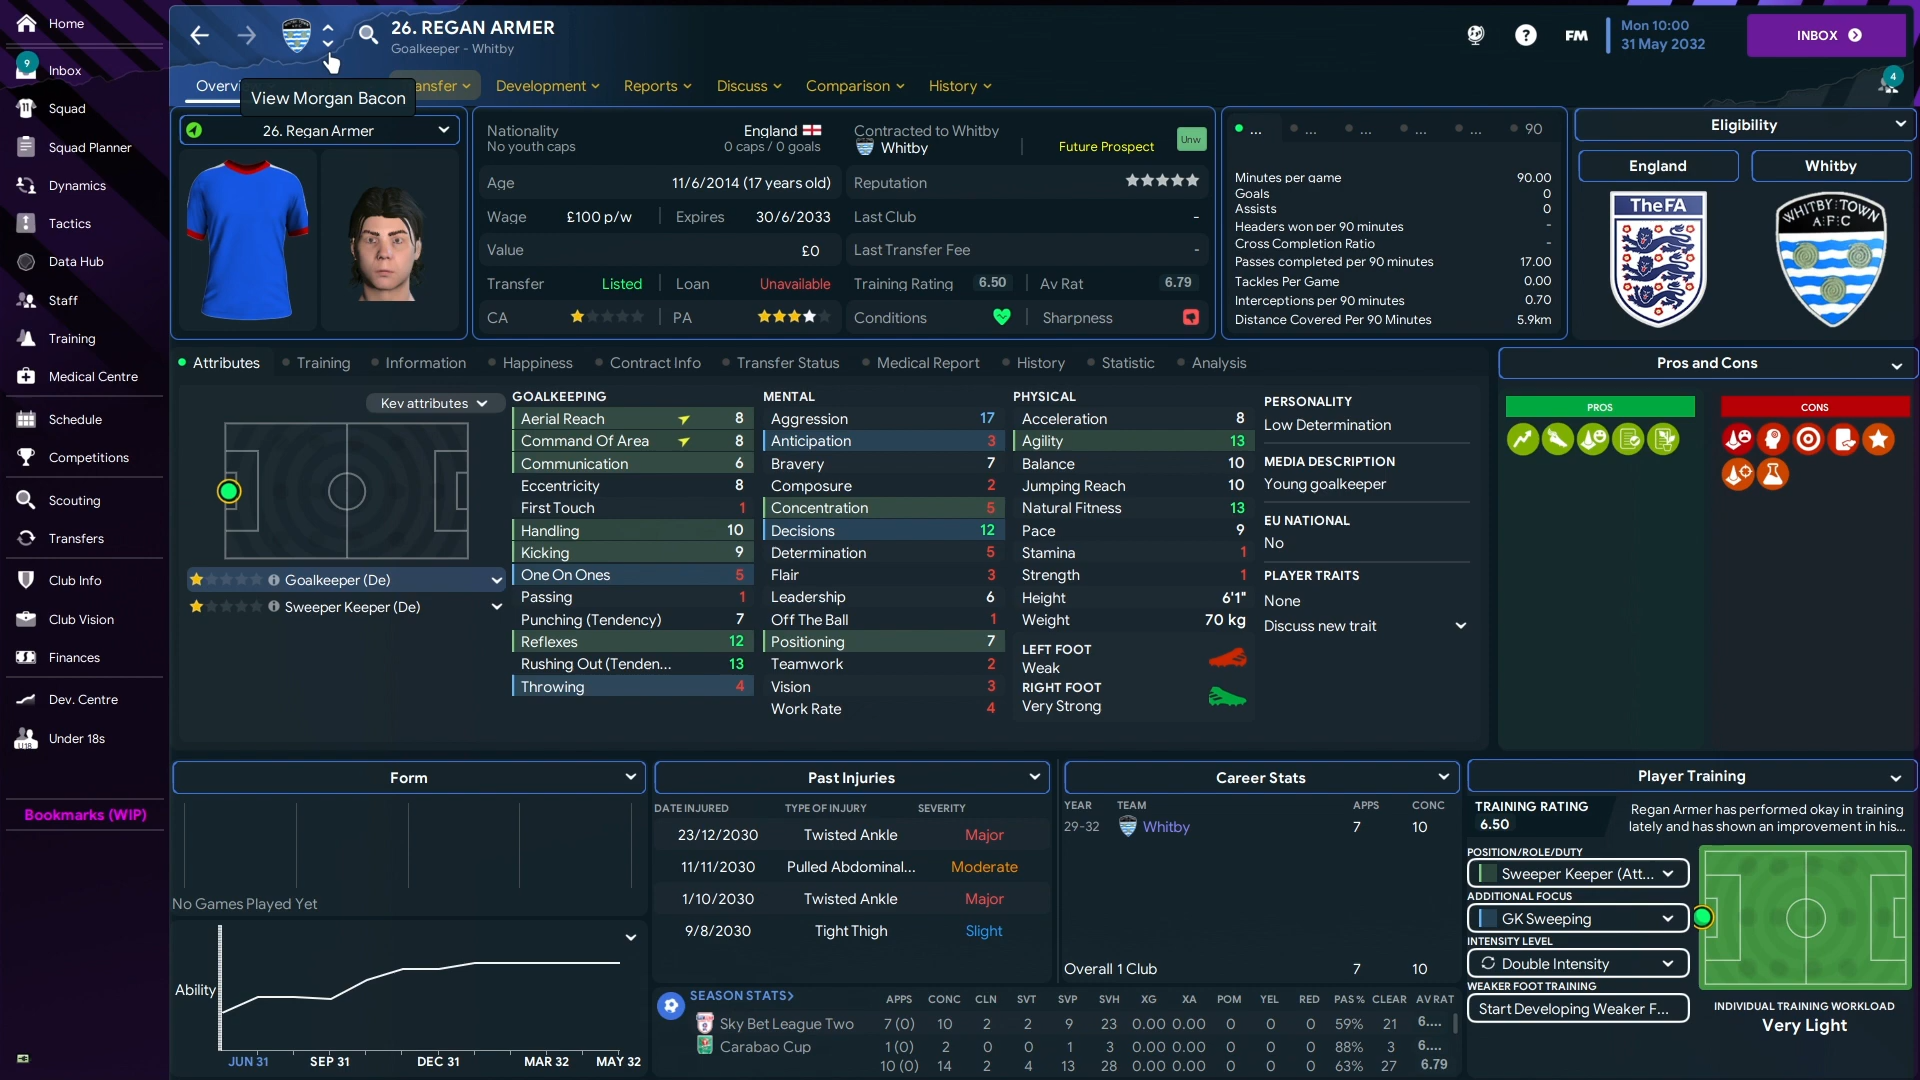 Home
9
Inbox
Squad
Squad Planner
Dynamics
Tactics
Data Hub
Staff
Training
Medical Centre
Schedule
Competitions
Scouting
Transfers
Club Info
Club Vision
Finances
Dev. Centre
U18
Under 18s
Bookmarks (WIP)
26. REGAN ARMER
Goalkeeper - Whitby
FM
Mon 10:00
31 May 2032
INBOX
4
Overvi
View Morgan Bacon
ansfer
Development
Reports
Discuss
Comparison
History
26. Regan Armer
Nationality England
No youth caps 0 caps / 0 goals
Age 11/6/2014 (17 years old)
Wage £100 p/w Expires 30/6/2033
Value £0
Transfer Listed Loan Unavailable
CA PA
Contracted to Whitby
Whitby Future Prospect Unw
Reputation
Last Club -
Last Transfer Fee -
Training Rating 6.50 Av Rat 6.79
Conditions Sharpness
... ... ... ... ... 90
Minutes per game 90.00
Goals 0
Assists 0
Headers won per 90 minutes -
Cross Completion Ratio -
Passes completed per 90 minutes 17.00
Tackles Per Game 0.00
Interceptions per 90 minutes 0.70
Distance Covered Per 90 Minutes 5.9km
Eligibility
England
Whitby
The FA
WHITBY TOWN
A.F.C
Attributes Training Information Happiness Contract Info Transfer Status Medical Report History Statistic Analysis
Key attributes
Goalkeeper (De)
Sweeper Keeper (De)
GOALKEEPING
Aerial Reach 8
Command Of Area 8
Communication 6
Eccentricity 8
First Touch 1
Handling 10
Kicking 9
One On Ones 5
Passing 1
Punching (Tendency) 7
Reflexes 12
Rushing Out (Tenden... 13
Throwing 4
MENTAL
Aggression 17
Anticipation 3
Bravery 7
Composure 2
Concentration 5
Decisions 12
Determination 5
Flair 3
Leadership 6
Off The Ball 1
Positioning 7
Teamwork 2
Vision 3
Work Rate 4
PHYSICAL
Acceleration 8
Agility 13
Balance 10
Jumping Reach 10
Natural Fitness 13
Pace 9
Stamina 1
Strength 1
Height 6'1"
Weight 70 kg
LEFT FOOT
Weak
RIGHT FOOT
Very Strong
PERSONALITY
Low Determination
MEDIA DESCRIPTION
Young goalkeeper
EU NATIONAL
No
PLAYER TRAITS
None
Discuss new trait
Pros and Cons
PROS
CONS
Form
No Games Played Yet
Ability
JUN 31 SEP 31 DEC 31 MAR 32 MAY 32
Past Injuries
DATE INJURED TYPE OF INJURY SEVERITY
23/12/2030 Twisted Ankle Major
11/11/2030 Pulled Abdominal... Moderate
1/10/2030 Twisted Ankle Major
9/8/2030 Tight Thigh Slight
Career Stats
YEAR TEAM APPS CONC
29-32 Whitby 7 10
Overall 1 Club 7 10
SEASON STATS> APPS CONC CLN SVT SVP SVH XG XA POM YEL RED PAS% CLEAR AV RAT
Sky Bet League Two 7 (0) 10 2 2 9 23 0.00 0.00 0 0 0 59% 21 6....
Carabao Cup 1 (0) 2 0 0 1 3 0.00 0.00 0 0 0 88% 3 6....
10 (0) 14 2 4 13 28 0.00 0.00 0 0 0 63% 27 6.79
Player Training
TRAINING RATING
6.50
Regan Armer has performed okay in training
lately and has shown an improvement in his...
POSITION/ROLE/DUTY
Sweeper Keeper (Att...
ADDITIONAL FOCUS
GK Sweeping
INTENSITY LEVEL
Double Intensity
WEAKER FOOT TRAINING
Start Developing Weaker F...
INDIVIDUAL TRAINING WORKLOAD
Very Light